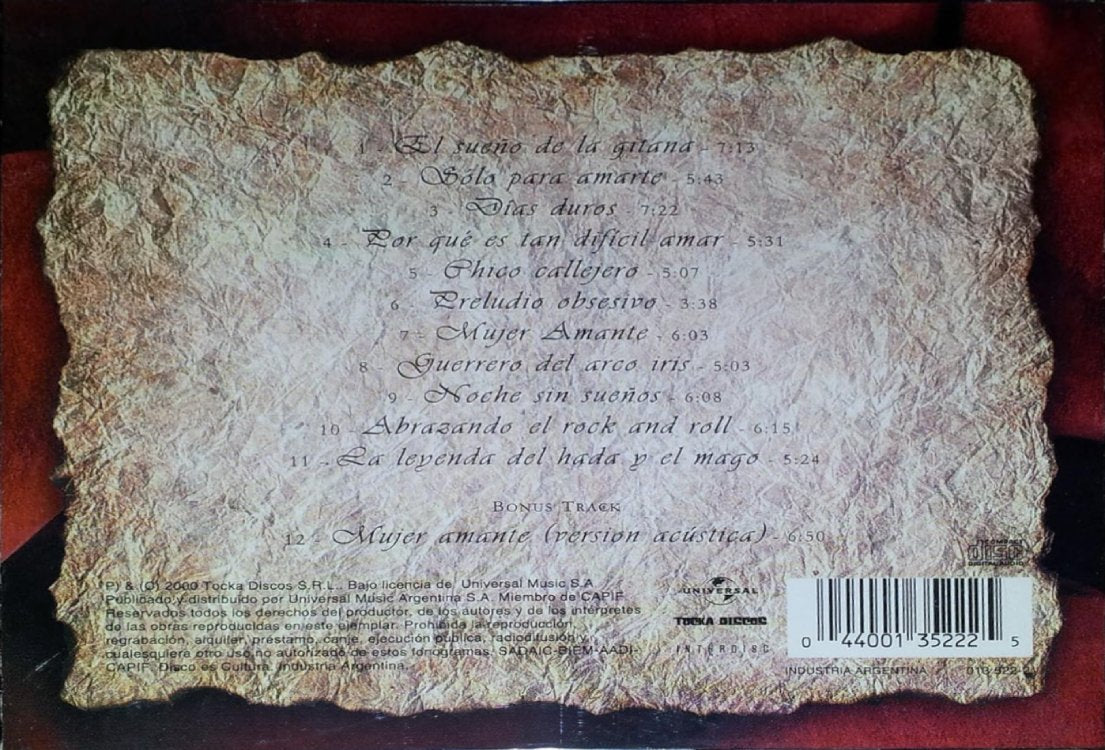 1 - El sueño de la gitana - 7:13
2 - Sólo para amarte - 5:43
3 - Días duros - 7:22
4 - Por qué es tan difícil amar - 5:31
5 - Chico callejero - 5:07
6 - Preludio obsesivo - 3:38
7 - Mujer Amante - 6:03
8 - Guerrero del arco iris - 5:03
9 - Noche sin sueños - 6:08
10 - Abrazando el rock and roll - 6:15
11 - La leyenda del hada y el mago - 5:24
BONUS TRACK
12 - Mujer amante (version acústica) - 6:50
COMPACT
DISC
DIGITAL AUDIO
P) & (C) 2000 Tocka Discos S.R.L.. Bajo licencia de Universal Music S.A
Publicado y distribuido por Universal Music Argentina S.A. Miembro de CAPIF.
Reservados todos los derechos del productor, de los autores y de los intérpretes
de las obras reproducidas en este ejemplar. Prohibida la reproducción,
regrabación, alquiler, préstamo, canje, ejecución pública, radiodifusión y
cualesquiera otro uso no autorizado de estos fonogramas. SADAIC-BIEM-AADI-
CAPIF. Disco es Cultura. Industria Argentina.
UNIVERSAL
TOCKA DISCOS
INTERDISC
0 44001 35222 5
INDUSTRIA ARGENTINA